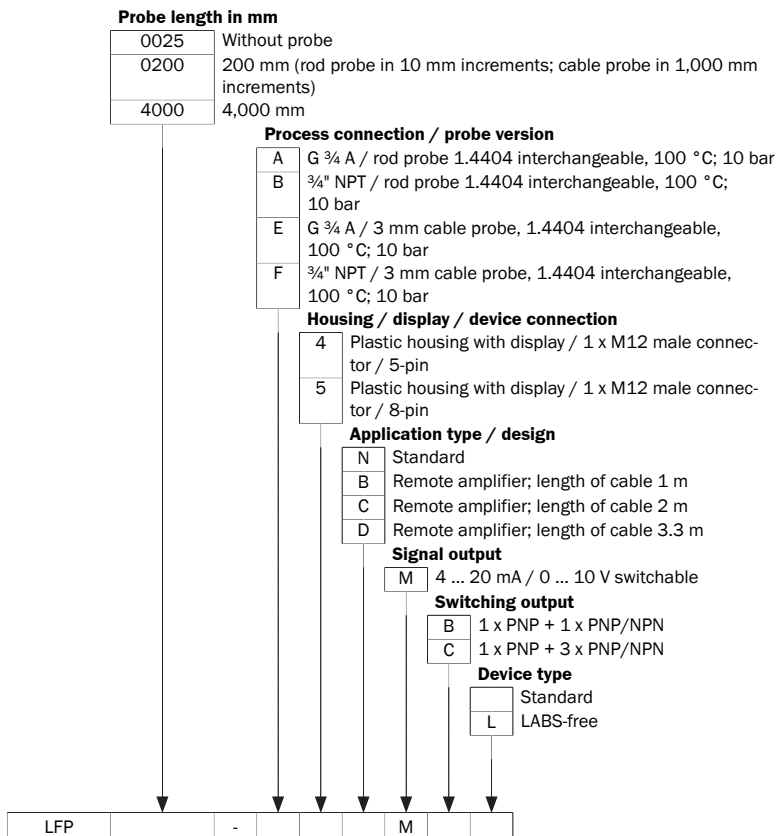 Probe length in mm
0025 Without probe
0200 200 mm (rod probe in 10 mm increments; cable probe in 1,000 mm
increments)
4000 4,000 mm
Process connection / probe version
A G ¾ A / rod probe 1.4404 interchangeable, 100 °C; 10 bar
B ¾" NPT / rod probe 1.4404 interchangeable, 100 °C;
10 bar
E G ¾ A / 3 mm cable probe, 1.4404 interchangeable,
100 °C; 10 bar
F ¾" NPT / 3 mm cable probe, 1.4404 interchangeable,
100 °C; 10 bar
Housing / display / device connection
4 Plastic housing with display / 1 x M12 male connec-
tor / 5-pin
5 Plastic housing with display / 1 x M12 male connec-
tor / 8-pin
Application type / design
N Standard
B Remote amplifier; length of cable 1 m
C Remote amplifier; length of cable 2 m
D Remote amplifier; length of cable 3.3 m
Signal output
M 4 ... 20 mA / 0 ... 10 V switchable
Switching output
B 1 x PNP + 1 x PNP/NPN
C 1 x PNP + 3 x PNP/NPN
Device type
Standard
L LABS-free
LFP - M